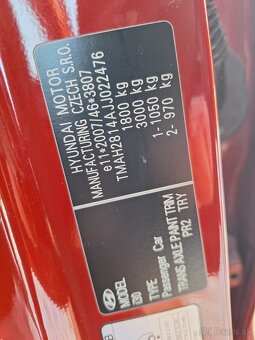 HYUNDAI MOTOR
MANUFACTURING CZECH S.R.O.
e11*2007/46*3807
TMAH2814AJJ022476
1800 kg
3000 kg
1- 1050 kg
2- 970 kg
MODEL
I30
TYPE
Passenger Car
TRANS AXLE PAINT TRIM
PR2 TRY